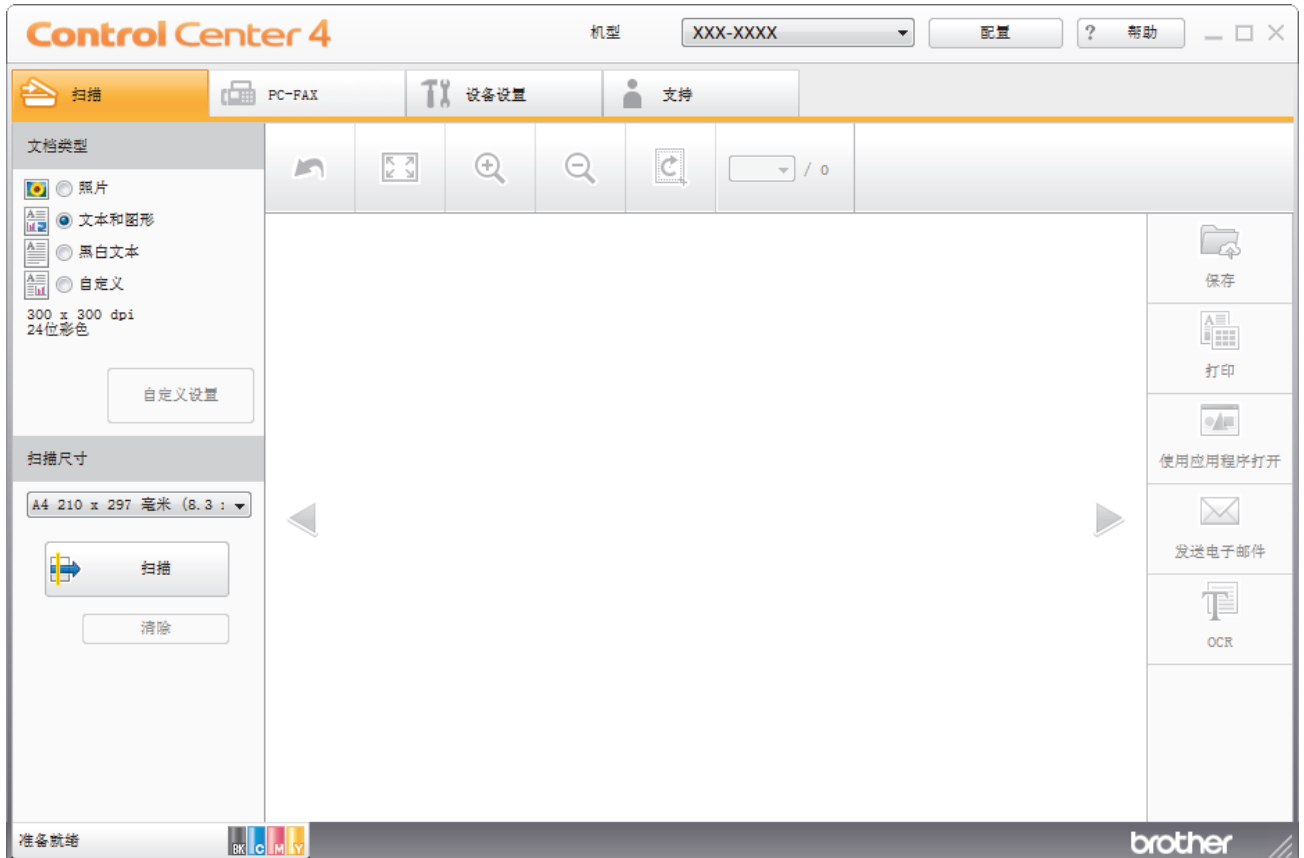 Control Center 4
机型
XXX-XXXX
配置
? 帮助
扫描
PC-FAX
设备设置
支持
文档类型
照片
文本和图形
黑白文本
自定义
300 x 300 dpi
24位彩色
自定义设置
/ 0
扫描尺寸
A4 210 x 297 毫米 (8.3 :
扫描
清除
保存
打印
使用应用程序打开
发送电子邮件
OCR
准备就绪
BK C M Y
brother